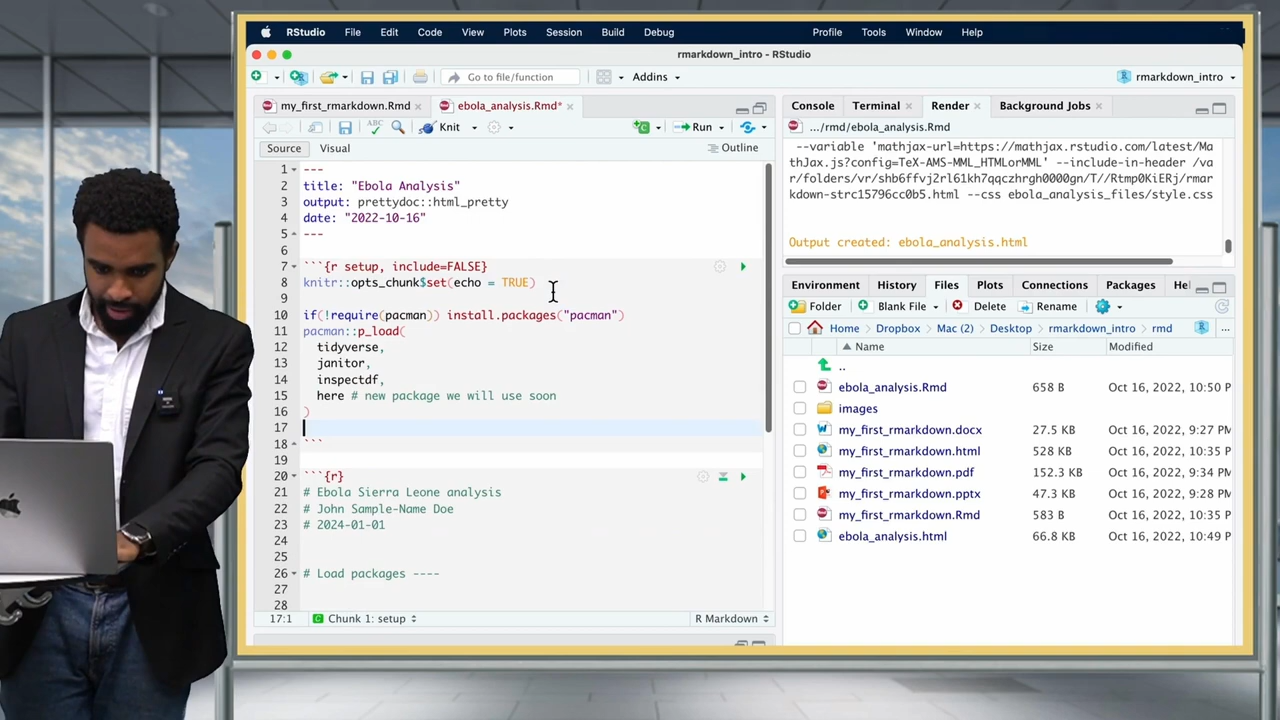 RStudio File Edit Code View Plots Session Build Debug Profile Tools Window Help
rmarkdown_intro - RStudio
Go to file/function Addins rmarkdown_intro
my_first_rmarkdown.Rmd ebola_analysis.Rmd*
ABC Knit Run
Source Visual Outline
1 ---
2 title: "Ebola Analysis"
3 output: prettydoc::html_pretty
4 date: "2022-10-16"
5 ---
6
7 ```{r setup, include=FALSE}
8 knitr::opts_chunk$set(echo = TRUE)
9
10 if(!require(pacman)) install.packages("pacman")
11 pacman::p_load(
12 tidyverse,
13 janitor,
14 inspectdf,
15 here # new package we will use soon
16 )
17
18 ```
19
20 ```{r}
21 # Ebola Sierra Leone analysis
22 # John Sample-Name Doe
23 # 2024-01-01
24
25
26 # Load packages ----
27
28
17:1 Chunk 1: setup R Markdown
Console Terminal Render Background Jobs
.../rmd/ebola_analysis.Rmd
--variable 'mathjax-url=https://mathjax.rstudio.com/latest/Ma
thJax.js?config=TeX-AMS-MML_HTMLorMML' --include-in-header /va
r/folders/vr/shb6ffvj2rl61kh7qqczhrgh0000gn/T//Rtmp0KiERj/rmar
kdown-strc15796cc0b5.html --css ebola_analysis_files/style.css
Output created: ebola_analysis.html
Environment History Files Plots Connections Packages He
Folder Blank File Delete Rename
Home Dropbox Mac (2) Desktop rmarkdown_intro rmd ...
Name Size Modified
..
ebola_analysis.Rmd 658 B Oct 16, 2022, 10:50 P
images
my_first_rmarkdown.docx 27.5 KB Oct 16, 2022, 9:27 PM
my_first_rmarkdown.html 528 KB Oct 16, 2022, 10:35 P
my_first_rmarkdown.pdf 152.3 KB Oct 16, 2022, 9:34 PM
my_first_rmarkdown.pptx 47.3 KB Oct 16, 2022, 9:28 PM
my_first_rmarkdown.Rmd 583 B Oct 16, 2022, 10:35 P
ebola_analysis.html 66.8 KB Oct 16, 2022, 10:49 P